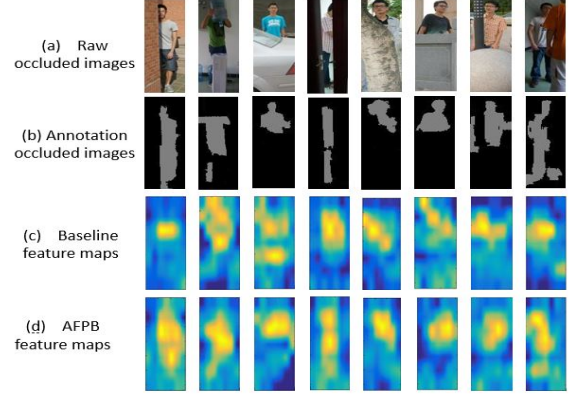 (a) Raw
occluded images
(b) Annotation
occluded images
(c) Baseline
feature maps
(d) AFPB
feature maps